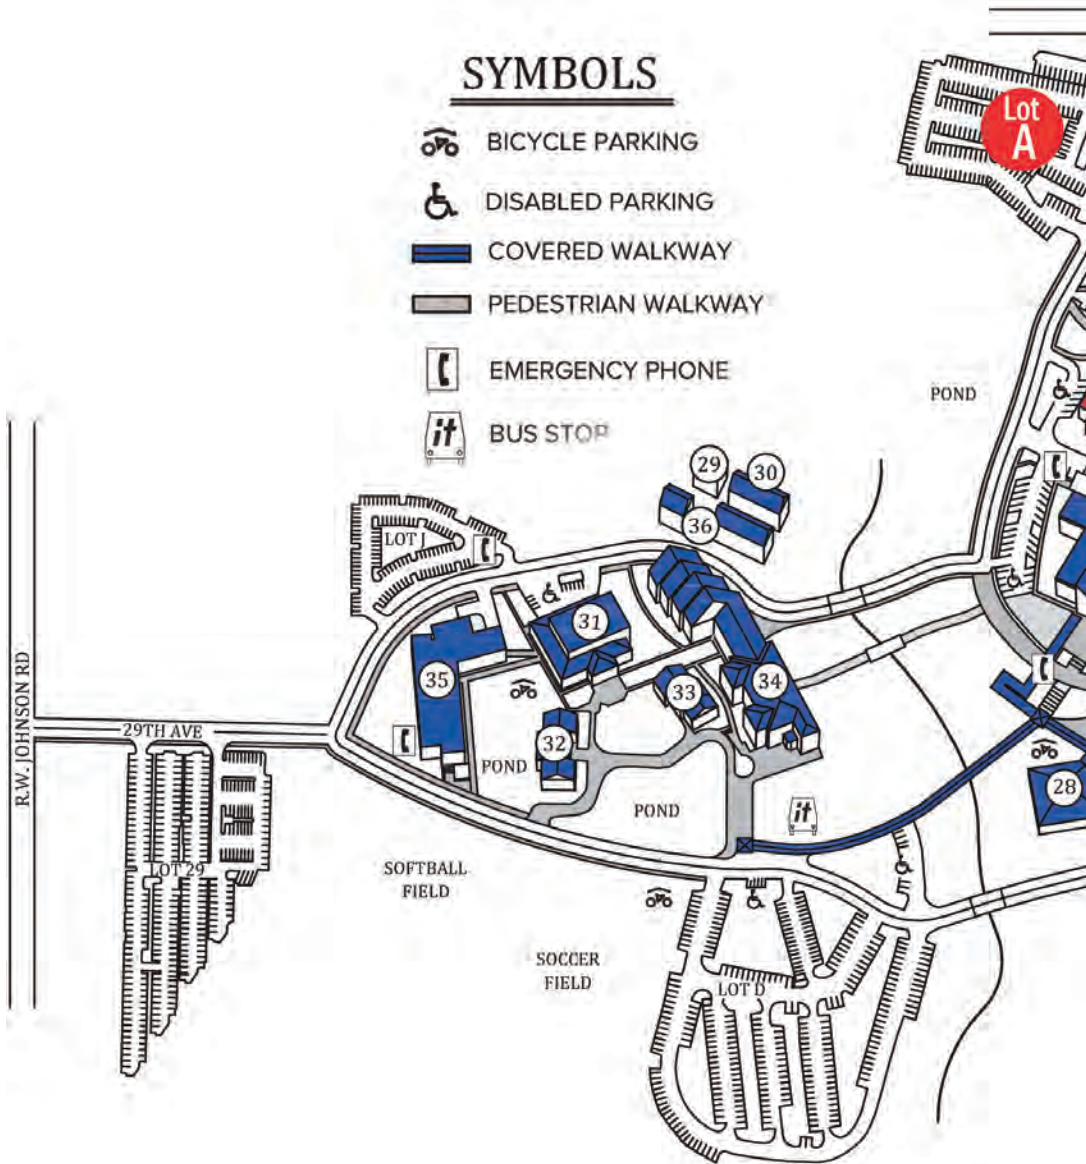 SYMBOLS
BICYCLE PARKING
DISABLED PARKING
COVERED WALKWAY
PEDESTRIAN WALKWAY
EMERGENCY PHONE
it
BUS STOP
Lot
A
POND
29
30
36
LOT J
31
35
33
34
32
R.W. JOHNSON RD
29TH AVE
POND
POND
it
28
LOT 29
SOFTBALL
FIELD
SOCCER
FIELD
LOT D